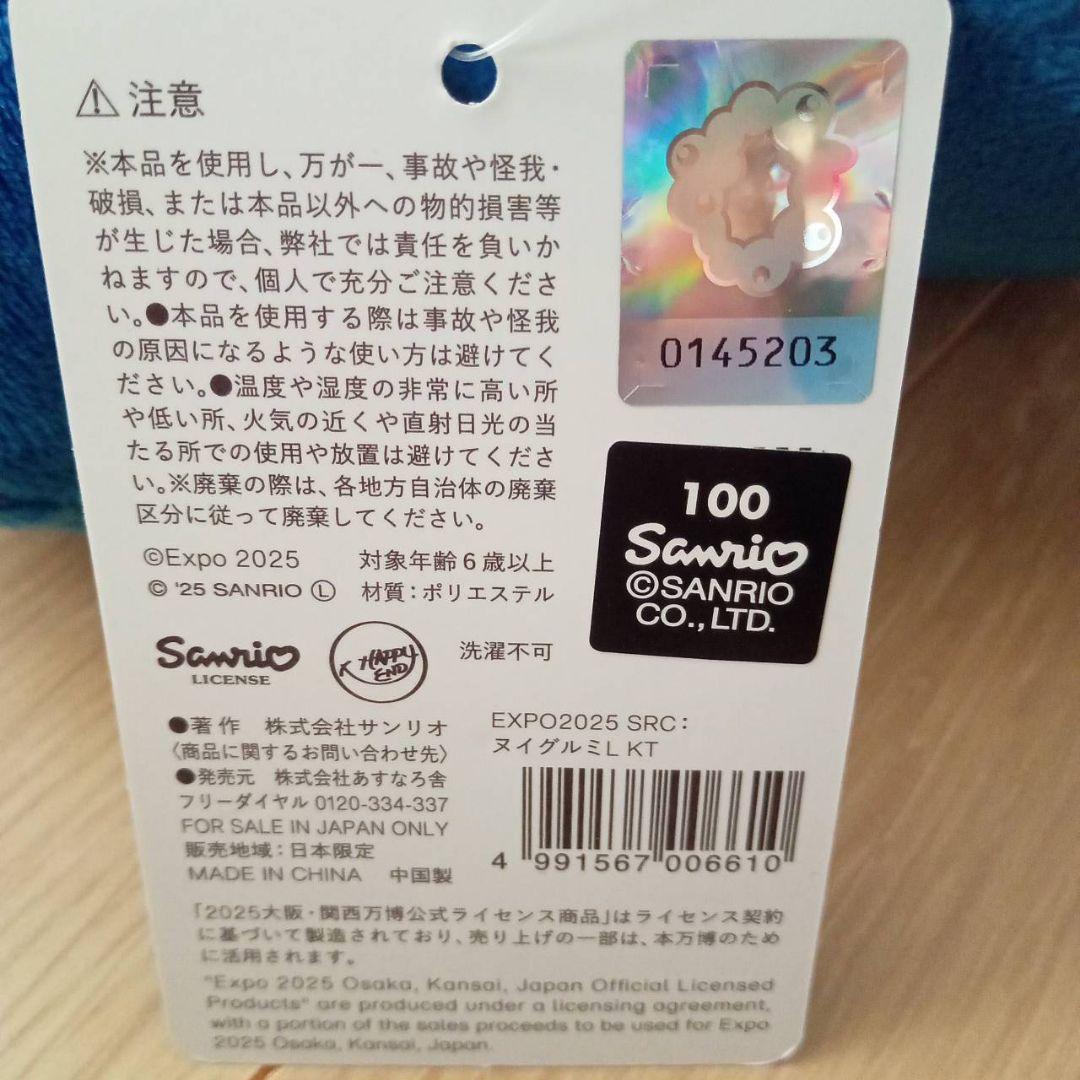 ⚠注意
※本品を使用し、万が一、事故や怪我・
破損、または本品以外への物的損害等
が生じた場合、弊社では責任を負いか
ねますので、個人で充分ご注意くださ
い。●本品を使用する際は事故や怪我
の原因になるような使い方は避けてく
ださい。●温度や湿度の非常に高い所
や低い所、火気の近くや直射日光の当
たる所での使用や放置は避けてくださ
い。※廃棄の際は、各地方自治体の廃棄
区分に従って廃棄してください。
©Expo 2025 対象年齢6歳以上
© '25 SANRIO Ⓛ 材質：ポリエステル
Sanrio
LICENSE
HAPPY
END
洗濯不可
●著作 株式会社サンリオ
〈商品に関するお問い合わせ先〉
●発売元 株式会社あすなろ舎
フリーダイヤル 0120-334-337
FOR SALE IN JAPAN ONLY
販売地域：日本限定
MADE IN CHINA 中国製
0145203
100
Sanrio
©SANRIO
CO., LTD.
EXPO2025 SRC：
ヌイグルミL KT
4 991567 006610
「2025大阪・関西万博公式ライセンス商品」はライセンス契約
に基づいて製造されており、売り上げの一部は、本万博のため
に活用されます。
"Expo 2025 Osaka, Kansai, Japan Official Licensed
Products" are produced under a licensing agreement,
with a portion of the sales proceeds to be used for Expo
2025 Osaka, Kansai, Japan.